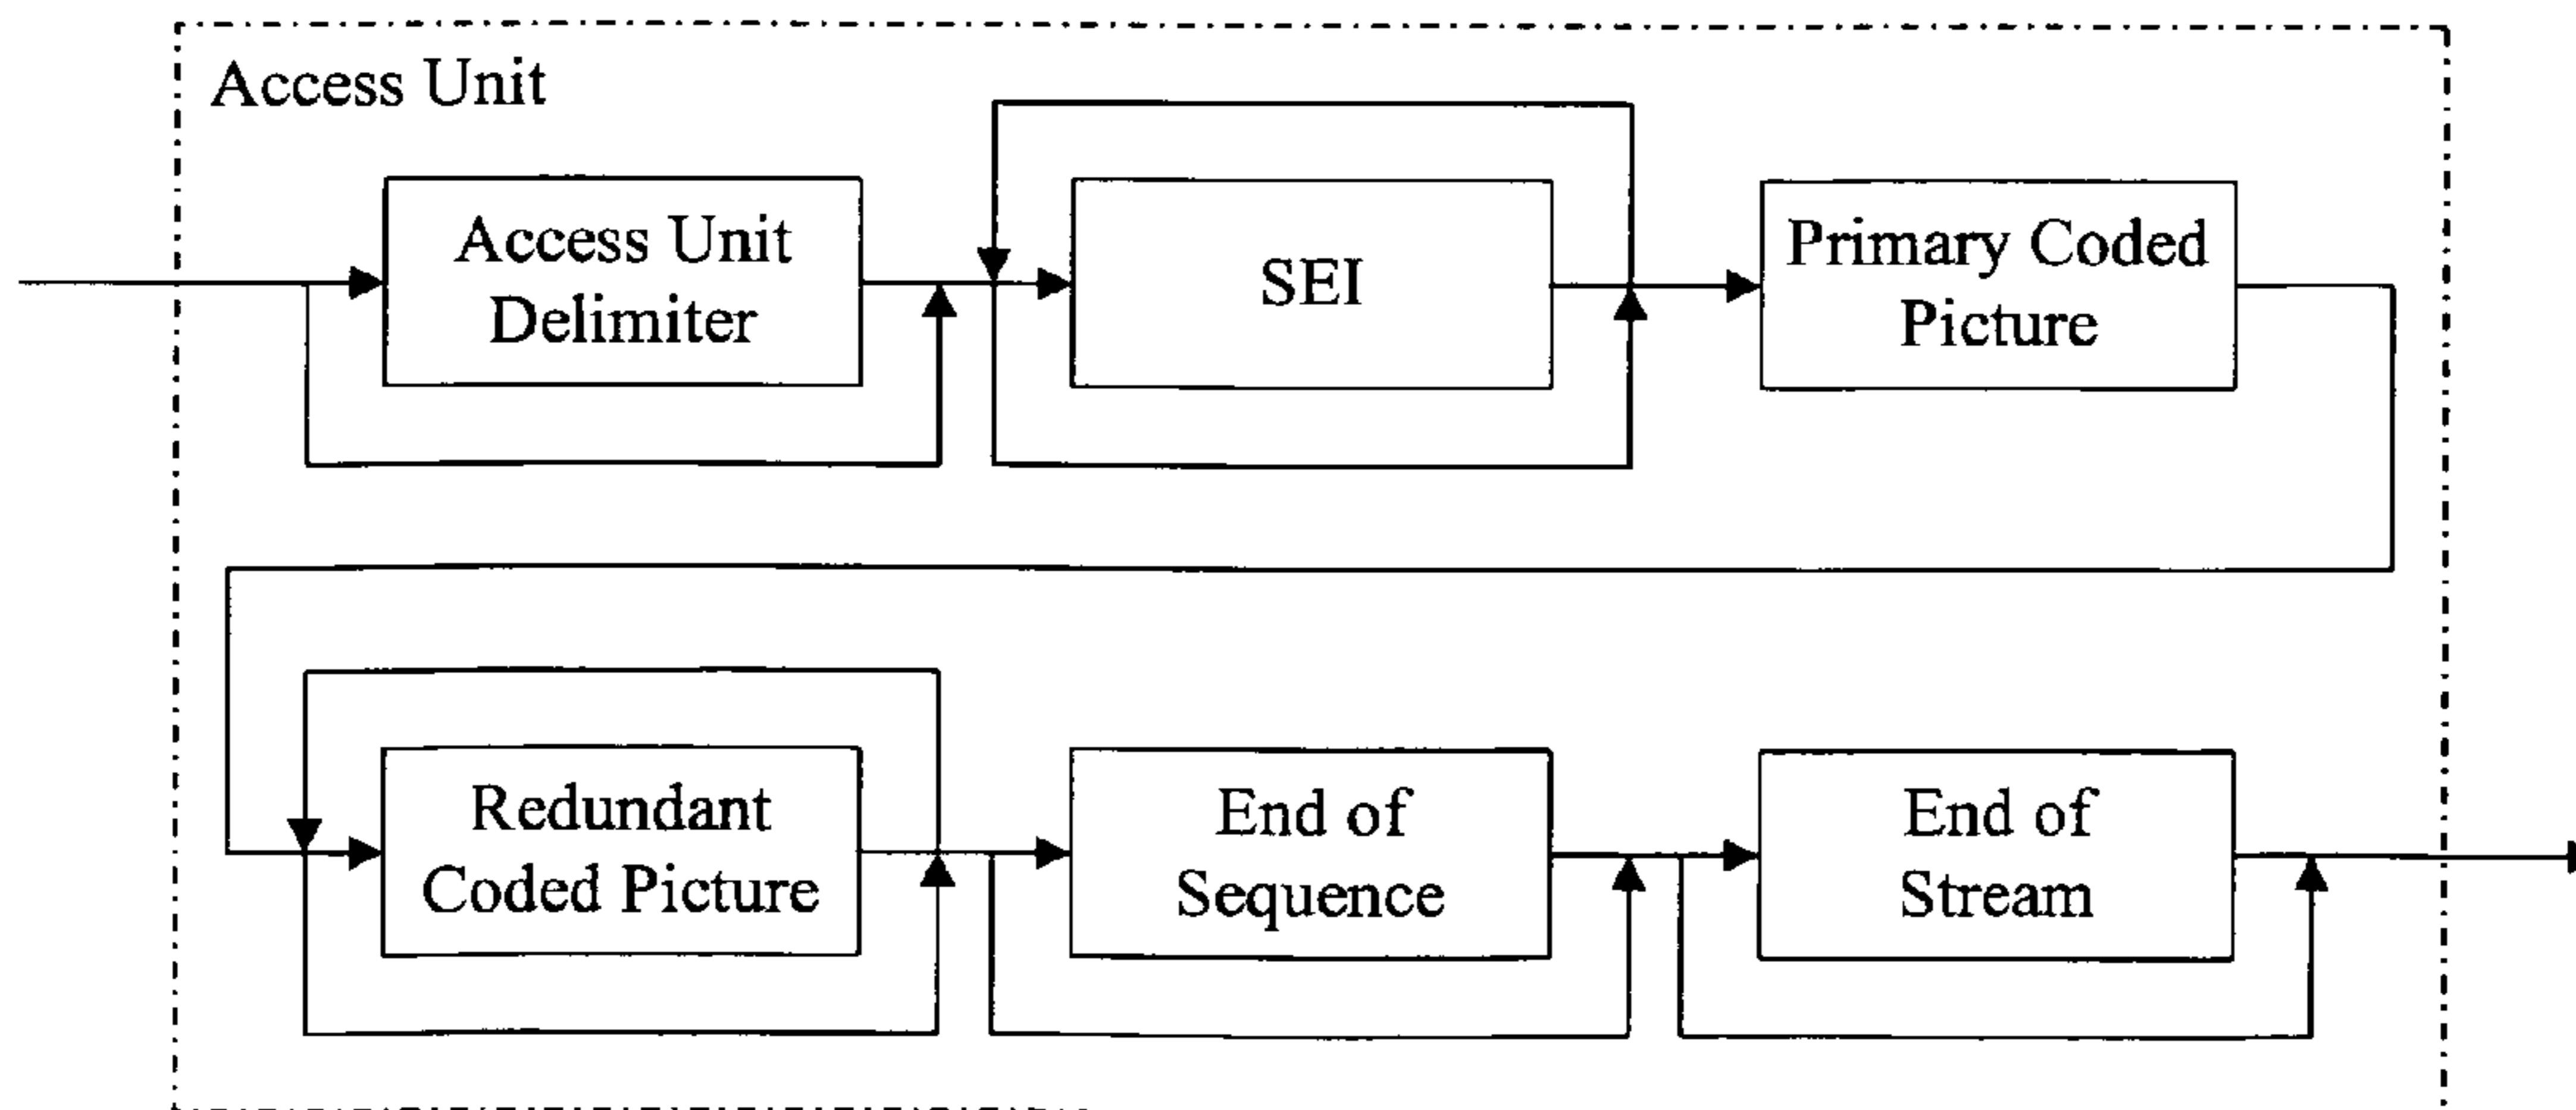 Access Unit
Access Unit
Delimiter
SEI
Primary Coded
Picture
Redundant
Coded Picture
End of
Sequence
End of
Stream